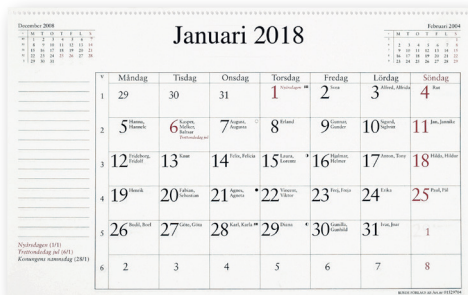 Januari 2018
December 2008
M T O T F L S
Februari 2004
M T O T F L S
v Måndag Tisdag Onsdag Torsdag Fredag Lördag Söndag
1 29 30 31 1 Nyårsdagen 2 Svea 3 Alfred, Alfrida 4 Rut
2 5 Hannu, Hannele 6 Kasper, Melker, Baltsar Trettondedag jul 7 August, Augusta 8 Erland 9 Gunnar, Gunder 10 Sigurd, Sigbritt 11 Jan, Jannike
3 12 Frideborg, Fridolf 13 Knut 14 Felix, Felicia 15 Laura, Lorentz 16 Hjalmar, Helmer 17 Anton, Tony 18 Hilda, Hildur
4 19 Henrik 20 Fabian, Sebastian 21 Agnes, Agneta 22 Vincent, Viktor 23 Frej, Freja 24 Erika 25 Paul, Pål
5 26 Bodil, Boel 27 Göte, Göta 28 Karl, Karla 29 Diana 30 Gunilla, Gunhild 31 Ivar, Joar 1
6 2 3 4 5 6 7 8
Nyårsdagen (1/1)
Trettondedag jul (6/1)
Konungens namnsdag (28/1)